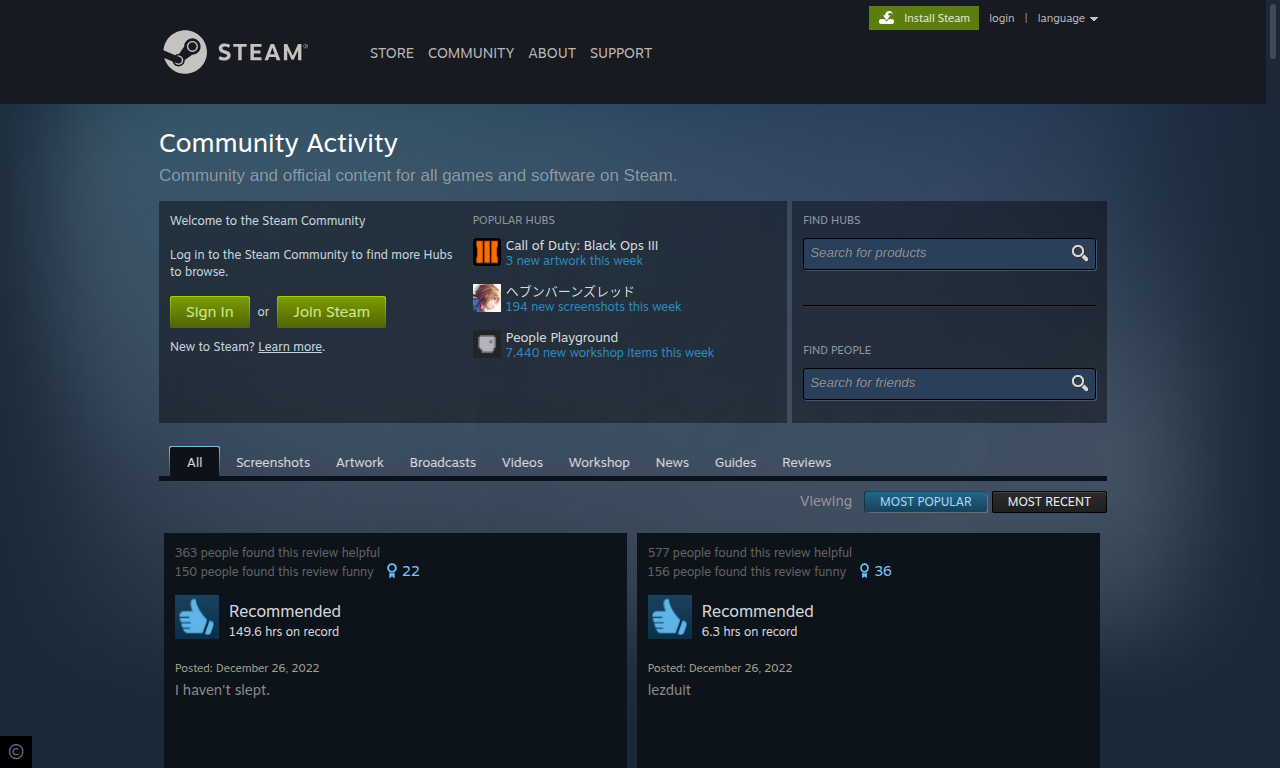 Install Steam login | language
STEAM®
STORE COMMUNITY ABOUT SUPPORT
Community Activity
Community and official content for all games and software on Steam.
Welcome to the Steam Community
Log in to the Steam Community to find more Hubs
to browse.
Sign In or Join Steam
New to Steam? Learn more.
POPULAR HUBS
Call of Duty: Black Ops III
3 new artwork this week
ヘブンバーンズレッド
194 new screenshots this week
People Playground
7,440 new workshop items this week
FIND HUBS
Search for products
FIND PEOPLE
Search for friends
All Screenshots Artwork Broadcasts Videos Workshop News Guides Reviews
Viewing MOST POPULAR MOST RECENT
363 people found this review helpful
150 people found this review funny 22
Recommended
149.6 hrs on record
Posted: December 26, 2022
I haven't slept.
577 people found this review helpful
156 people found this review funny 36
Recommended
6.3 hrs on record
Posted: December 26, 2022
lezduit
©